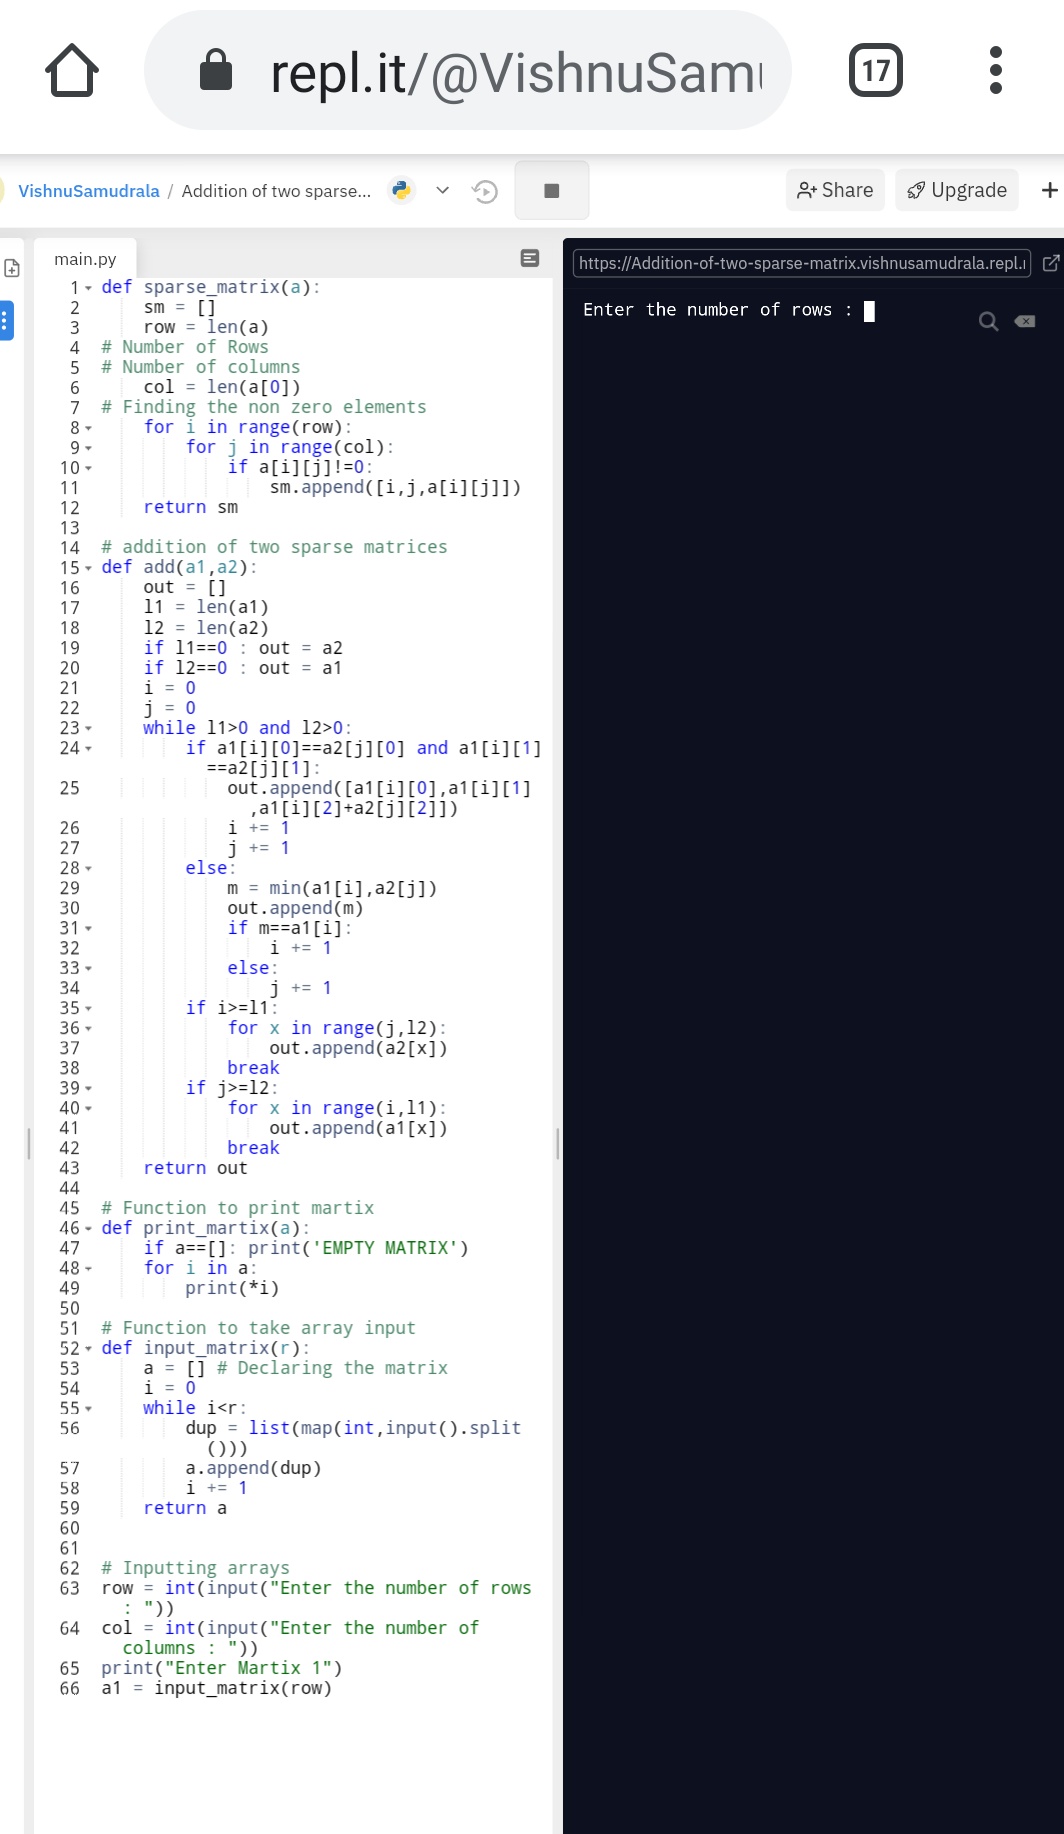 repl.it/@VishnuSam
17
VishnuSamudrala / Addition of two sparse...
Share
Upgrade
+
main.py
https://Addition-of-two-sparse-matrix.vishnusamudrala.repl.r
Enter the number of rows :
1 def sparse_matrix(a):
2 sm = []
3 row = len(a)
4 # Number of Rows
5 # Number of columns
6 col = len(a[0])
7 # Finding the non zero elements
8 for i in range(row):
9 for j in range(col):
10 if a[i][j]!=0:
11 sm.append([i,j,a[i][j]])
12 return sm
13
14 # addition of two sparse matrices
15 def add(a1,a2):
16 out = []
17 l1 = len(a1)
18 l2 = len(a2)
19 if l1==0 : out = a2
20 if l2==0 : out = a1
21 i = 0
22 j = 0
23 while l1>0 and l2>0:
24 if a1[i][0]==a2[j][0] and a1[i][1]
==a2[j][1]:
25 out.append([a1[i][0],a1[i][1]
,a1[i][2]+a2[j][2]])
26 i += 1
27 j += 1
28 else:
29 m = min(a1[i],a2[j])
30 out.append(m)
31 if m==a1[i]:
32 i += 1
33 else:
34 j += 1
35 if i>=l1:
36 for x in range(j,l2):
37 out.append(a2[x])
38 break
39 if j>=l2:
40 for x in range(i,l1):
41 out.append(a1[x])
42 break
43 return out
44
45 # Function to print martix
46 def print_martix(a):
47 if a==[]: print('EMPTY MATRIX')
48 for i in a:
49 print(*i)
50
51 # Function to take array input
52 def input_matrix(r):
53 a = [] # Declaring the matrix
54 i = 0
55 while i<r:
56 dup = list(map(int,input().split
()))
57 a.append(dup)
58 i += 1
59 return a
60
61
62 # Inputting arrays
63 row = int(input("Enter the number of rows
: "))
64 col = int(input("Enter the number of
columns : "))
65 print("Enter Martix 1")
66 a1 = input_matrix(row)